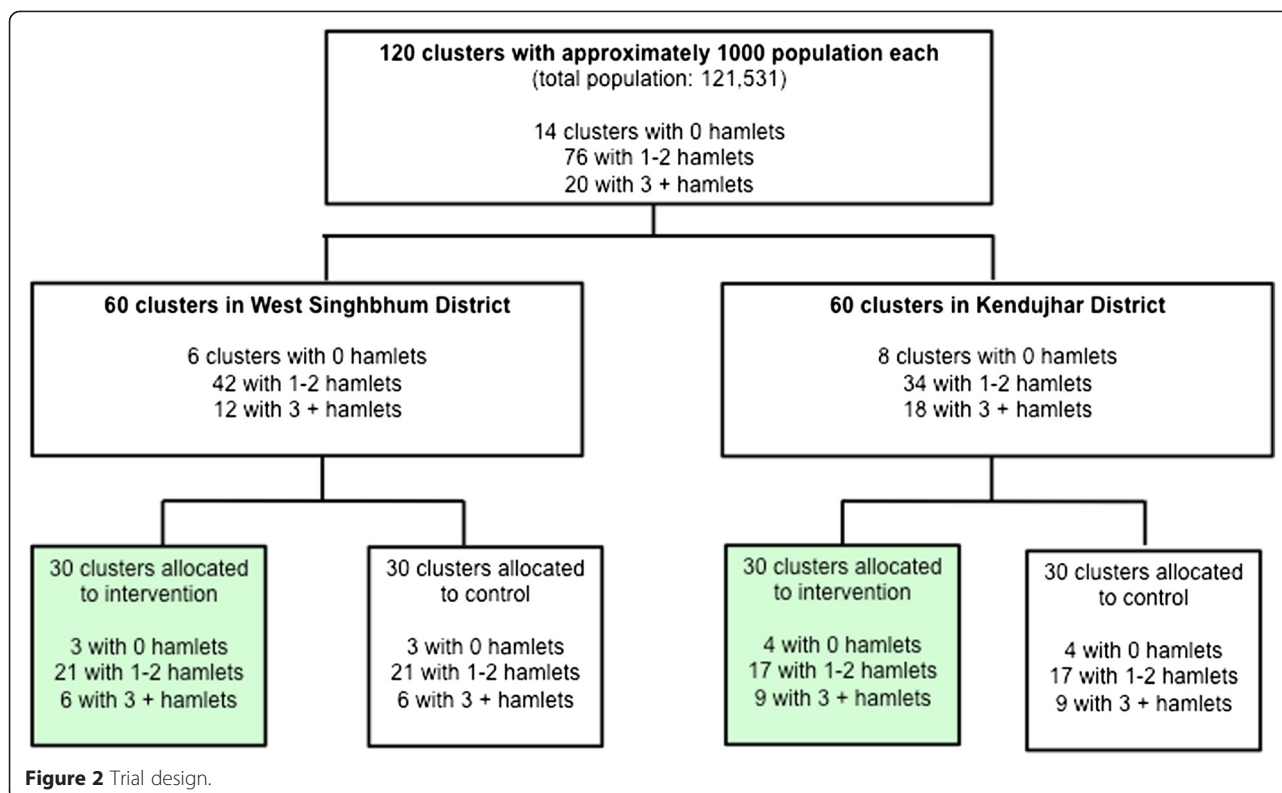 120 clusters with approximately 1000 population each
(total population: 121,531)
14 clusters with 0 hamlets
76 with 1-2 hamlets
20 with 3 + hamlets
60 clusters in West Singhbhum District
6 clusters with 0 hamlets
42 with 1-2 hamlets
12 with 3 + hamlets
60 clusters in Kendujhar District
8 clusters with 0 hamlets
34 with 1-2 hamlets
18 with 3 + hamlets
30 clusters allocated
to intervention
3 with 0 hamlets
21 with 1-2 hamlets
6 with 3 + hamlets
30 clusters allocated
to control
3 with 0 hamlets
21 with 1-2 hamlets
6 with 3 + hamlets
30 clusters allocated
to intervention
4 with 0 hamlets
17 with 1-2 hamlets
9 with 3 + hamlets
30 clusters allocated
to control
4 with 0 hamlets
17 with 1-2 hamlets
9 with 3 + hamlets
Figure 2 Trial design.